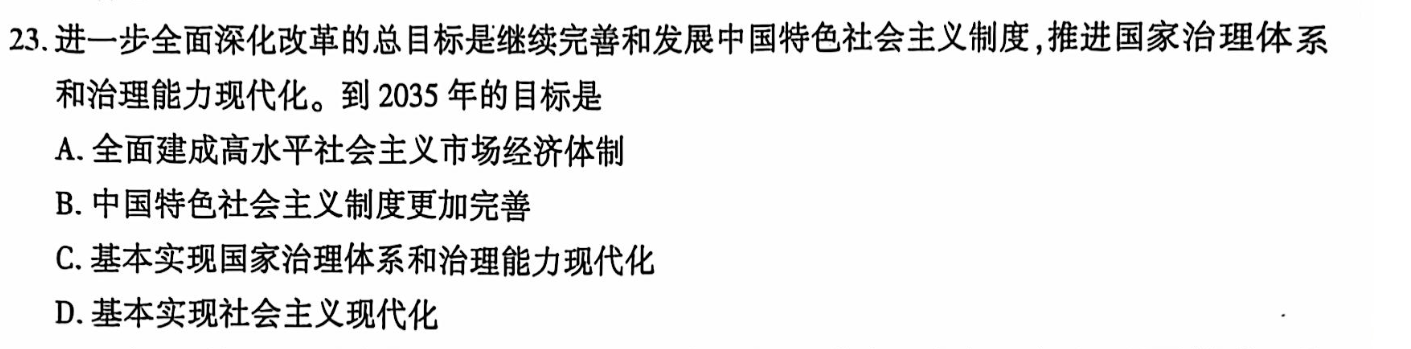 23. 进一步全面深化改革的总目标是继续完善和发展中国特色社会主义制度,推进国家治理体系
和治理能力现代化。到 2035 年的目标是
A. 全面建成高水平社会主义市场经济体制
B. 中国特色社会主义制度更加完善
C. 基本实现国家治理体系和治理能力现代化
D. 基本实现社会主义现代化